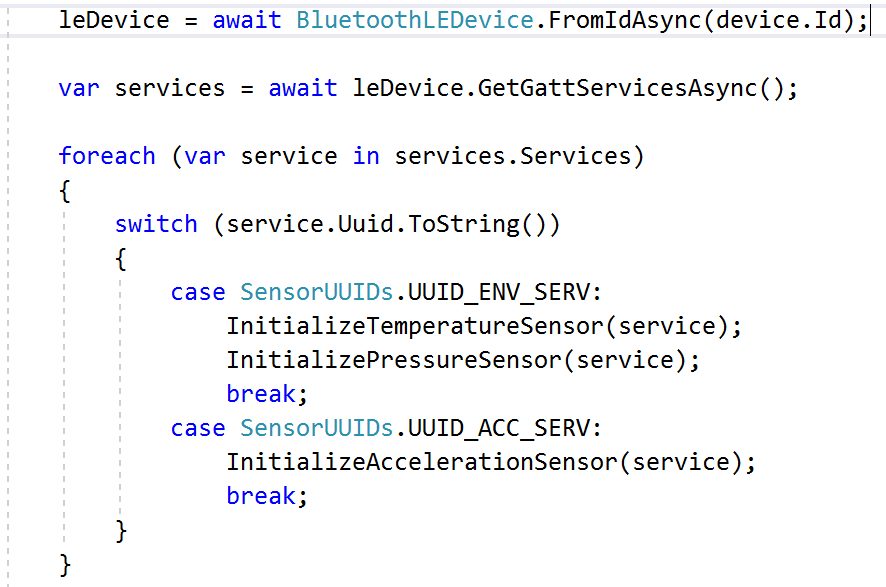 leDevice = await BluetoothLEDevice.FromIdAsync(device.Id);
var services = await leDevice.GetGattServicesAsync();
foreach (var service in services.Services)
{
switch (service.Uuid.ToString())
{
case SensorUUIDs.UUID_ENV_SERV:
InitializeTemperatureSensor(service);
InitializePressureSensor(service);
break;
case SensorUUIDs.UUID_ACC_SERV:
InitializeAccelerationSensor(service);
break;
}
}